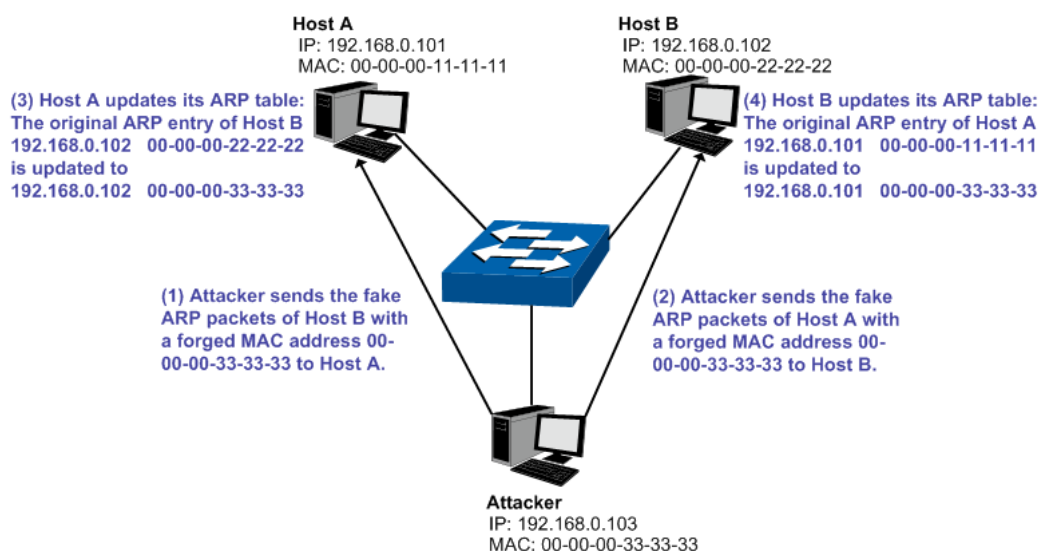 Host A
IP: 192.168.0.101
MAC: 00-00-00-11-11-11
Host B
IP: 192.168.0.102
MAC: 00-00-00-22-22-22
(3) Host A updates its ARP table:
The original ARP entry of Host B
192.168.0.102 00-00-00-22-22-22
is updated to
192.168.0.102 00-00-00-33-33-33
(4) Host B updates its ARP table:
The original ARP entry of Host A
192.168.0.101 00-00-00-11-11-11
is updated to
192.168.0.101 00-00-00-33-33-33
(1) Attacker sends the fake
ARP packets of Host B with
a forged MAC address 00-
00-00-33-33-33 to Host A.
(2) Attacker sends the fake
ARP packets of Host A with
a forged MAC address 00-
00-00-33-33-33 to Host B.
Attacker
IP: 192.168.0.103
MAC: 00-00-00-33-33-33